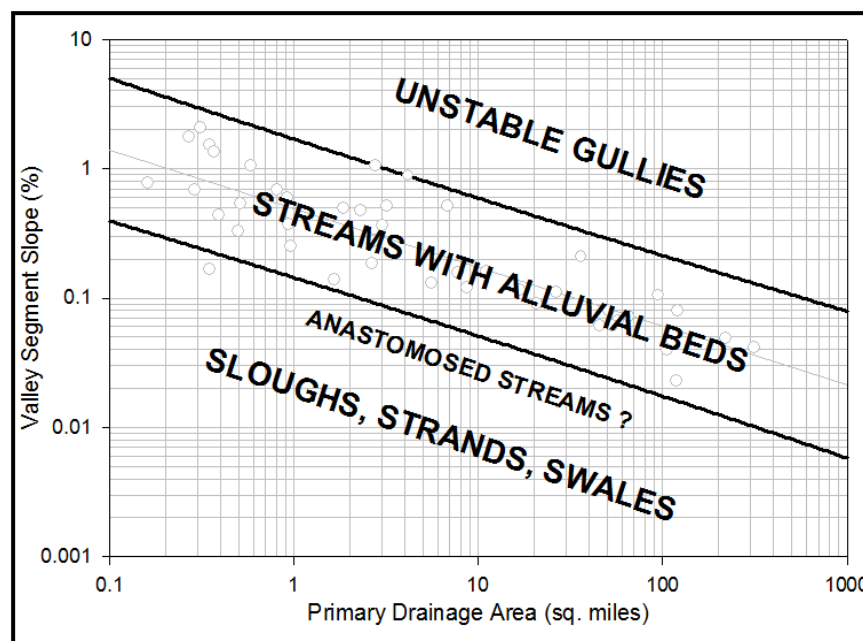 10
1
0.1
0.01
0.001
Valley Segment Slope (%)
UNSTABLE GULLIES
STREAMS WITH ALLUVIAL BEDS
ANASTOMOSED STREAMS ?
SLOUGHS, STRANDS, SWALES
0.1
1
10
100
1000
Primary Drainage Area (sq. miles)